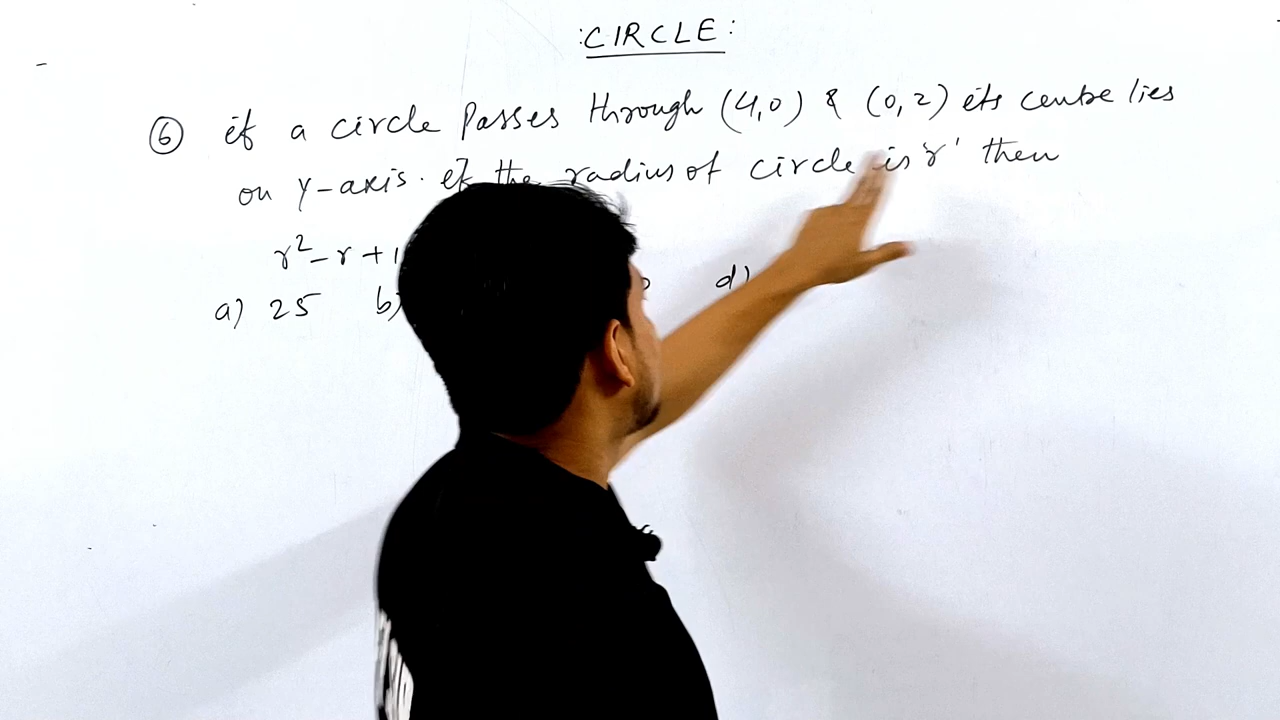 :CIRCLE:
⑥ if a circle Passes through (4,0) & (0,2) its centre lies
on Y-axis. If the radius of circle is 'r' then
r² - r + 1
a) 25 b) d)